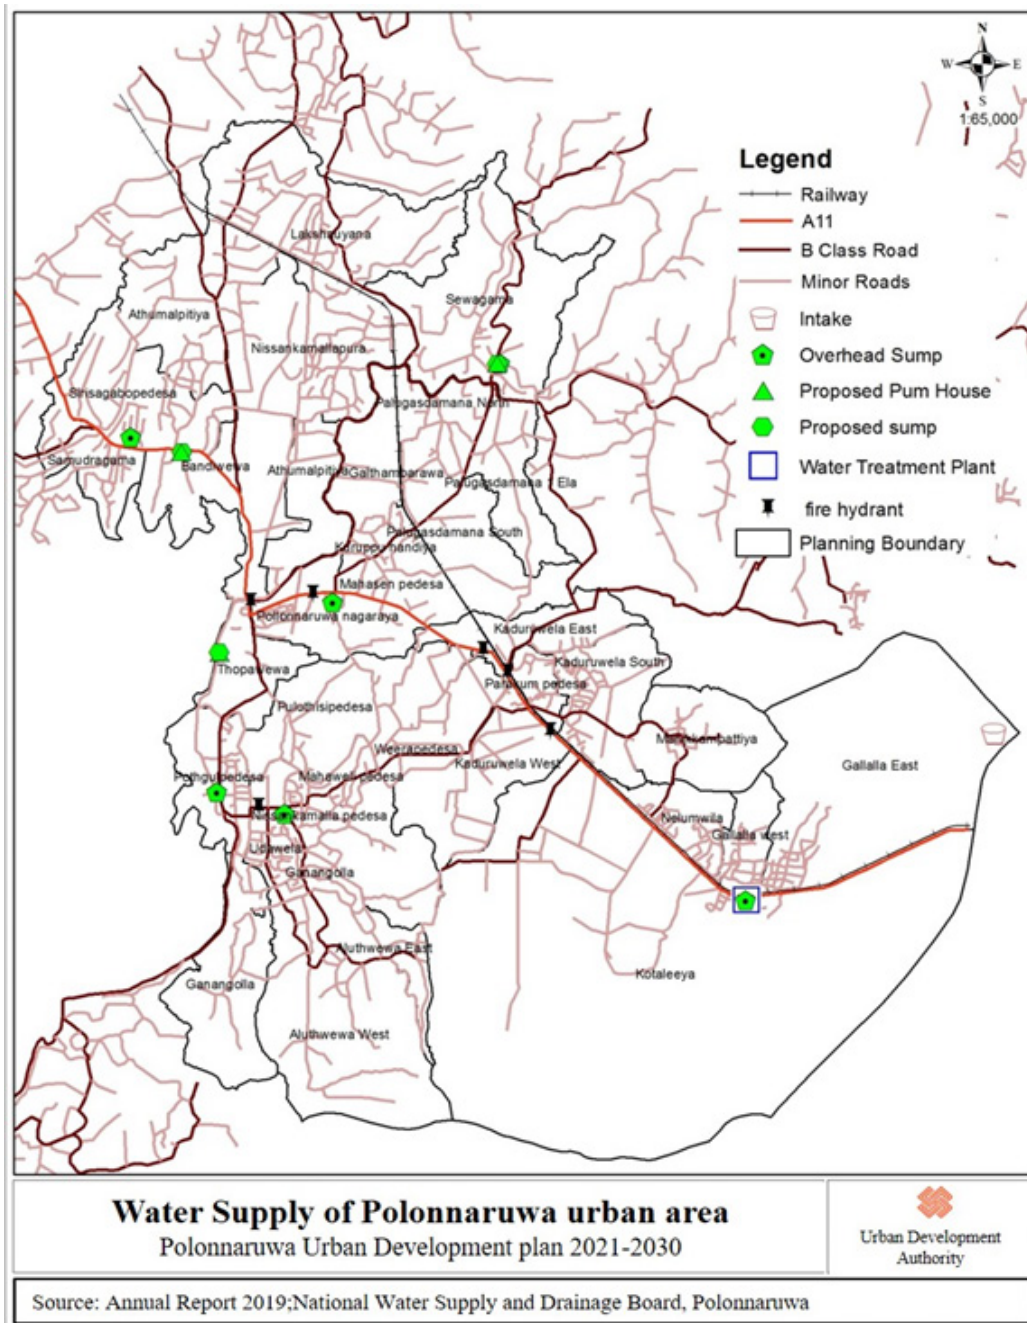 N
W E
S
1:65,000
Legend
Railway
A11
B Class Road
Minor Roads
Intake
Overhead Sump
Proposed Pum House
Proposed sump
Water Treatment Plant
fire hydrant
Planning Boundary
Lakshauyana
Sewagama
Athumalpitiya
Nissankamallapura
Sirisagabopedesa
Palugasdamana North
Samudragama
Bandiwewa
Athumalpitiya
Galthambarawa
Palugasdamana 1 Ela
Palugasdamana South
Kuruppu handiya
Mahasen pedesa
Pollonnaruwa nagaraya
Kaduruwela East
Kaduruwela South
Thopawewa
Parakum pedesa
Pulothisipedesa
Weerapedesa
Kaduruwela West
Gallalla East
Mahaweli pedesa
Pothgulpedesa
Nissankamalla pedesa
Nelumwila
Gallalla west
Udawela
Ganangolla
Aluthwewa East
Kotaleeya
Ganangolla
Aluthwewa West
Water Supply of Polonnaruwa urban area
Polonnaruwa Urban Development plan 2021-2030
Urban Development
Authority
Source: Annual Report 2019;National Water Supply and Drainage Board, Polonnaruwa